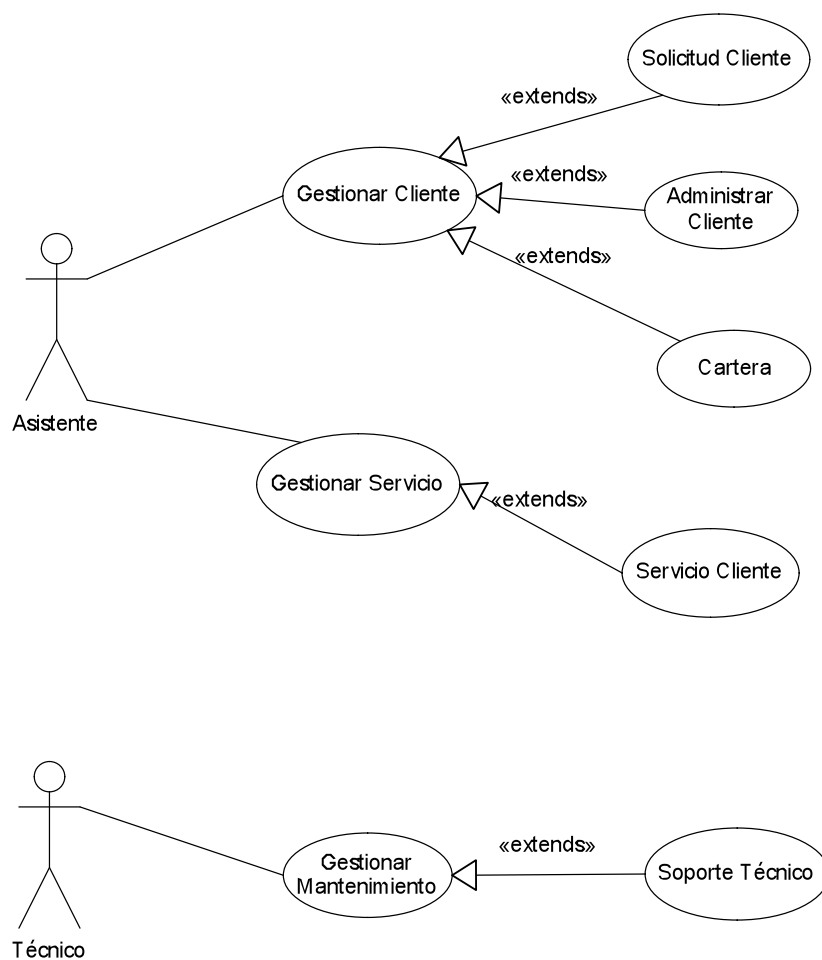 Solicitud Cliente
«extends»
Gestionar Cliente
«extends»
Administrar
Cliente
«extends»
Cartera
Asistente
Gestionar Servicio
«extends»
Servicio Cliente
«extends»
Gestionar
Mantenimiento
Soporte Técnico
Técnico